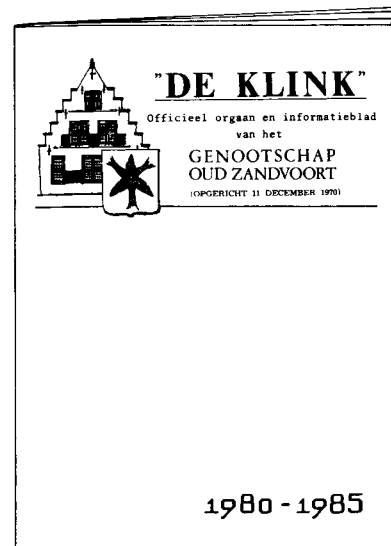 "DE KLINK"
Officieel orgaan en informatieblad
van het
GENOOTSCHAP
OUD ZANDVOORT
(OPGERICHT 11 DECEMBER 1970)
1980-1985